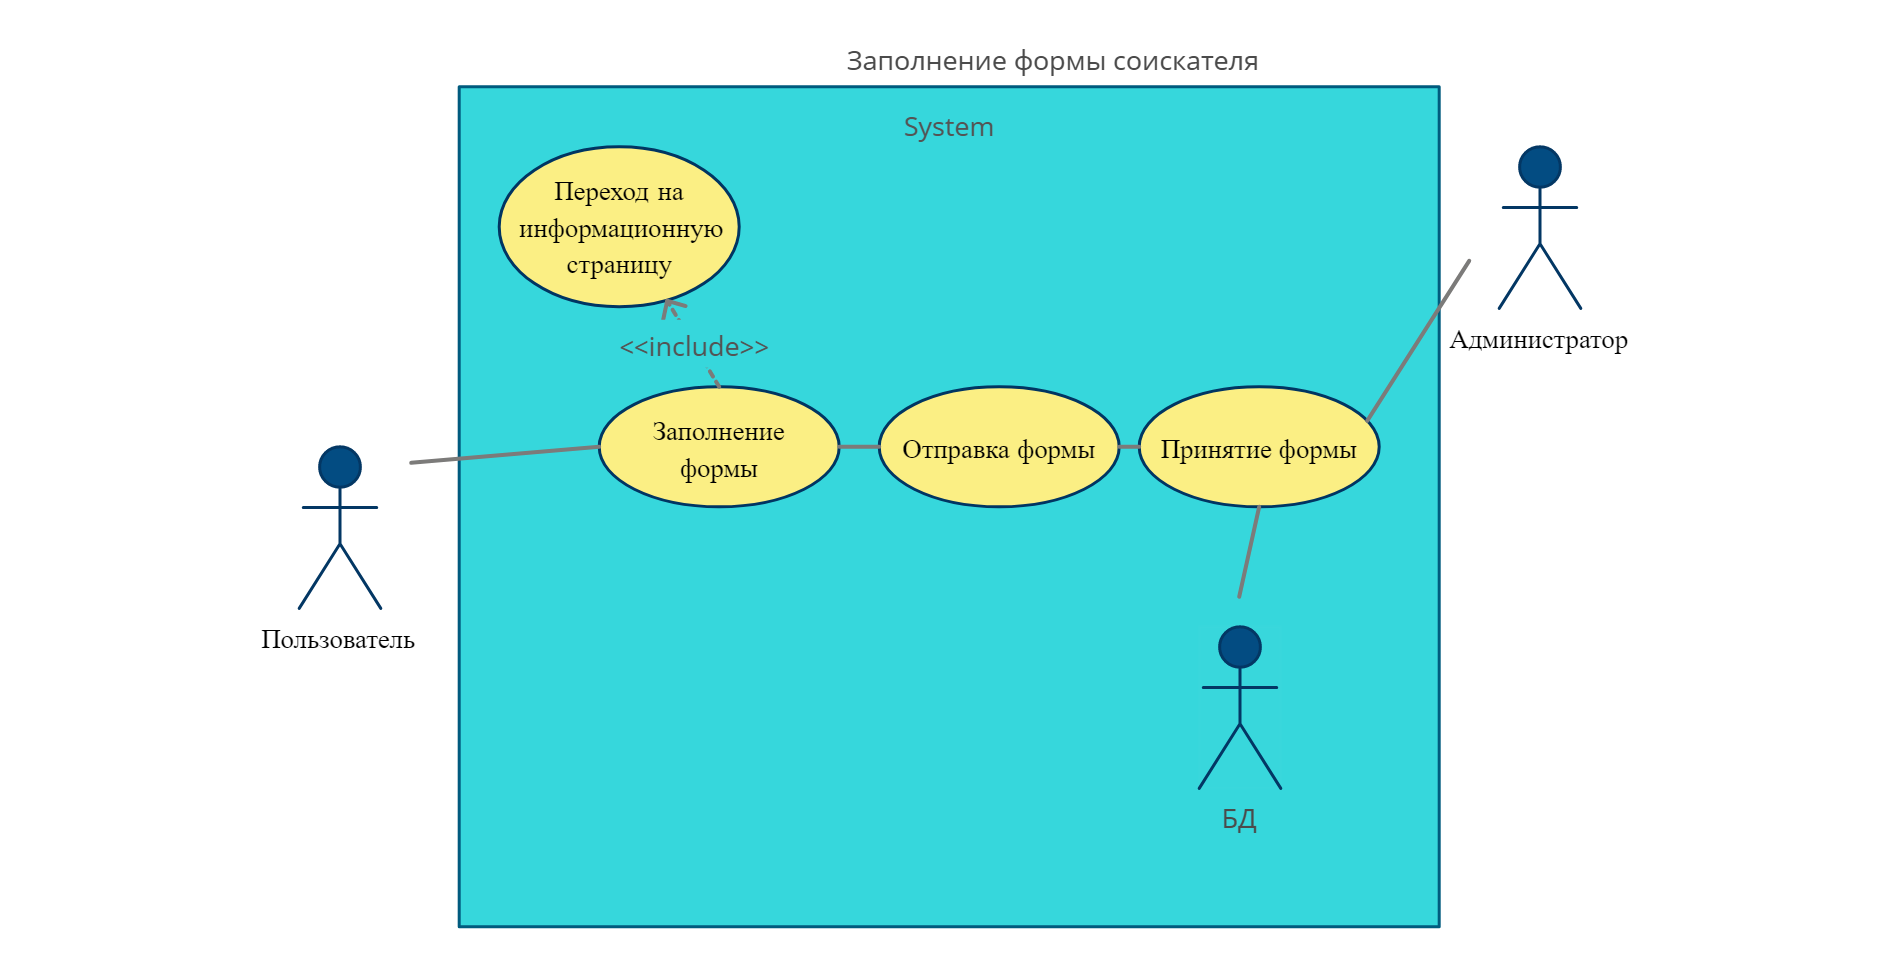 Заполнение формы соискателя
System
Переход на
информационную
страницу
<<include>>
Администратор
Заполнение
формы
Отправка формы
Принятие формы
Пользователь
БД